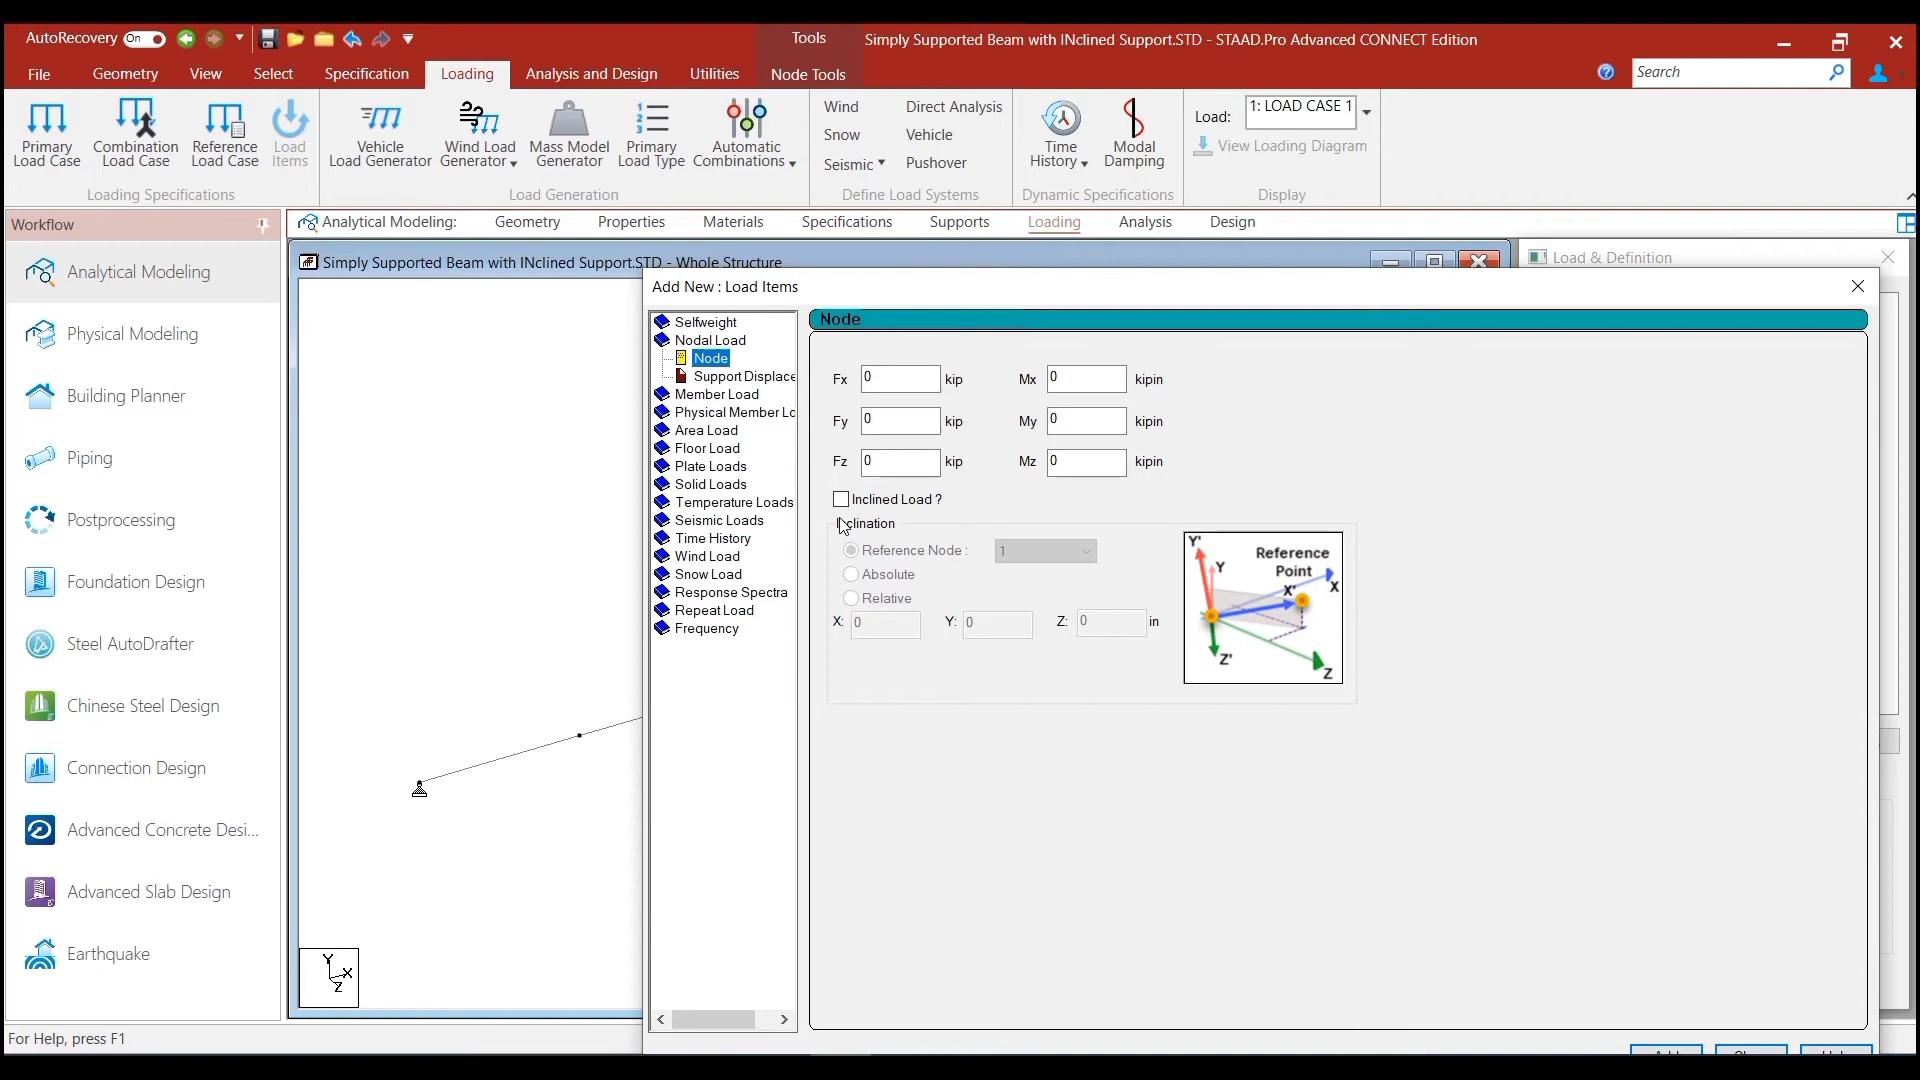 AutoRecovery On
Tools
Simply Supported Beam with INclined Support.STD - STAAD.Pro Advanced CONNECT Edition
File Geometry View Select Specification Loading Analysis and Design Utilities Node Tools
Search
Primary Load Case
Combination Load Case
Reference Load Case
Load Items
Loading Specifications
Vehicle Load Generator
Wind Load Generator
Mass Model Generator
Primary Load Type
Automatic Combinations
Load Generation
Wind
Snow
Seismic
Direct Analysis
Vehicle
Pushover
Define Load Systems
Time History
Modal Damping
Dynamic Specifications
Load: 1: LOAD CASE 1
View Loading Diagram
Display
Workflow
Analytical Modeling: Geometry Properties Materials Specifications Supports Loading Analysis Design
Analytical Modeling
Physical Modeling
Building Planner
Piping
Postprocessing
Foundation Design
Steel AutoDrafter
Chinese Steel Design
Connection Design
Advanced Concrete Desi...
Advanced Slab Design
Earthquake
Simply Supported Beam with INclined Support.STD - Whole Structure
Load & Definition
Y
X
Z
Add New : Load Items
Selfweight
Nodal Load
Node
Support Displace
Member Load
Physical Member Lo
Area Load
Floor Load
Plate Loads
Solid Loads
Temperature Loads
Seismic Loads
Time History
Wind Load
Snow Load
Response Spectra
Repeat Load
Frequency
Node
Fx 0 kip Mx 0 kipin
Fy 0 kip My 0 kipin
Fz 0 kip Mz 0 kipin
Inclined Load ?
Inclination
Reference Node : 1
Absolute
Relative
X: 0 Y: 0 Z: 0 in
Y'
Y
Reference Point
X'
X
Z'
Z
For Help, press F1